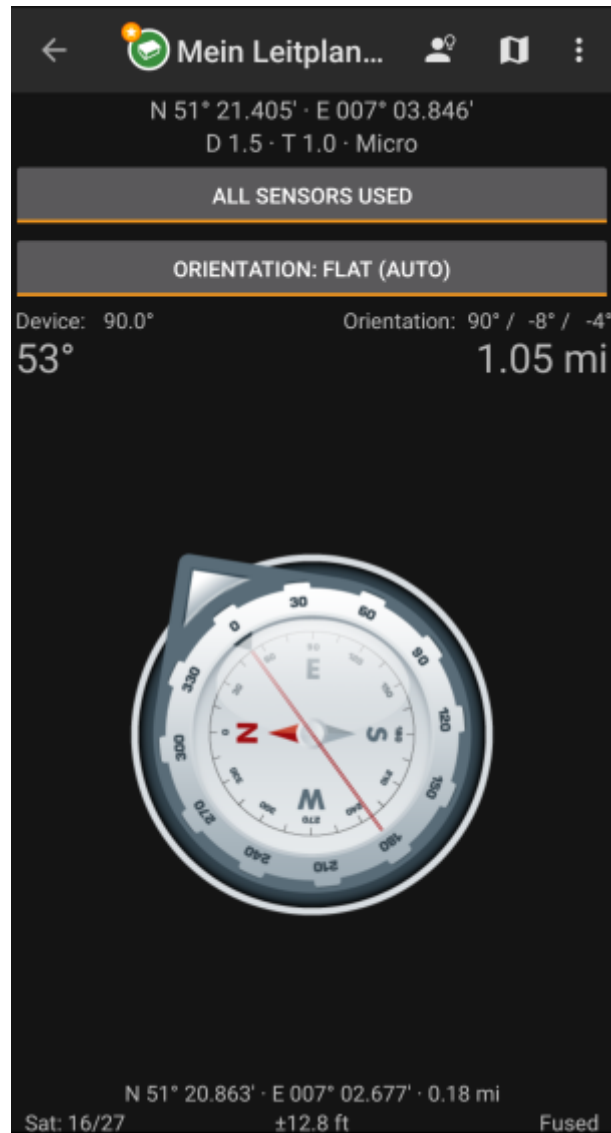 Mein Leitplan...
N 51° 21.405' · E 007° 03.846'
D 1.5 · T 1.0 · Micro
ALL SENSORS USED
ORIENTATION: FLAT (AUTO)
Device: 90.0° Orientation: 90° / -8° / -4°
53° 1.05 mi
0 30 60 90 120 150 180 210 240 270 300 330
N E S W
N 51° 20.863' · E 007° 02.677' · 0.18 mi
Sat: 16/27 ±12.8 ft Fused